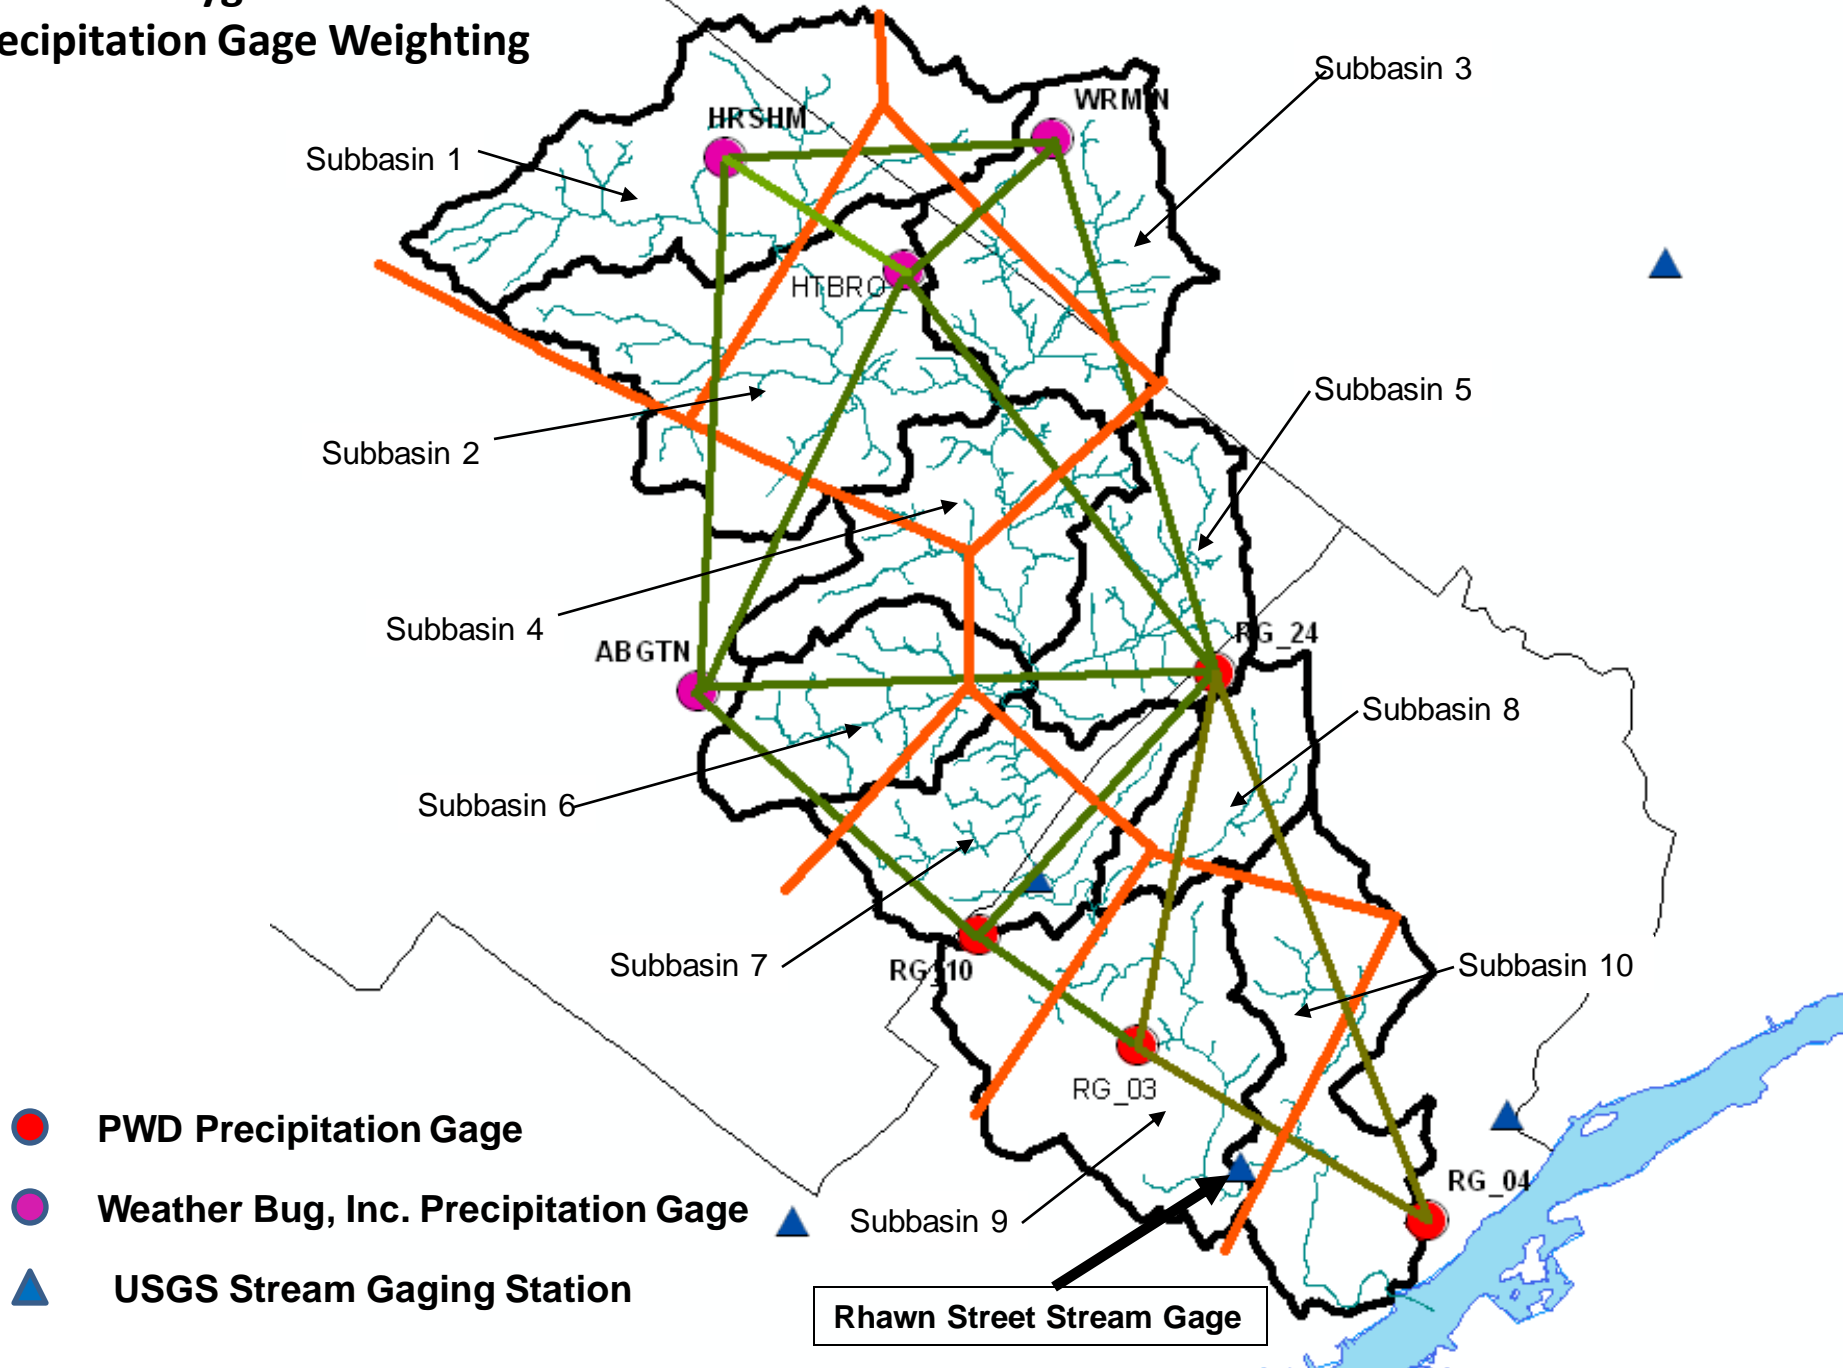 ecipitation Gage Weighting
Subbasin 3
WRMIN
HRSHM
Subbasin 1
HTBRO
Subbasin 5
Subbasin 2
Subbasin 4
RG_24
ABGTN
Subbasin 8
Subbasin 6
Subbasin 7
RG_10
Subbasin 10
RG_03
PWD Precipitation Gage
RG_04
Weather Bug, Inc. Precipitation Gage
Subbasin 9
USGS Stream Gaging Station
Rhawn Street Stream Gage